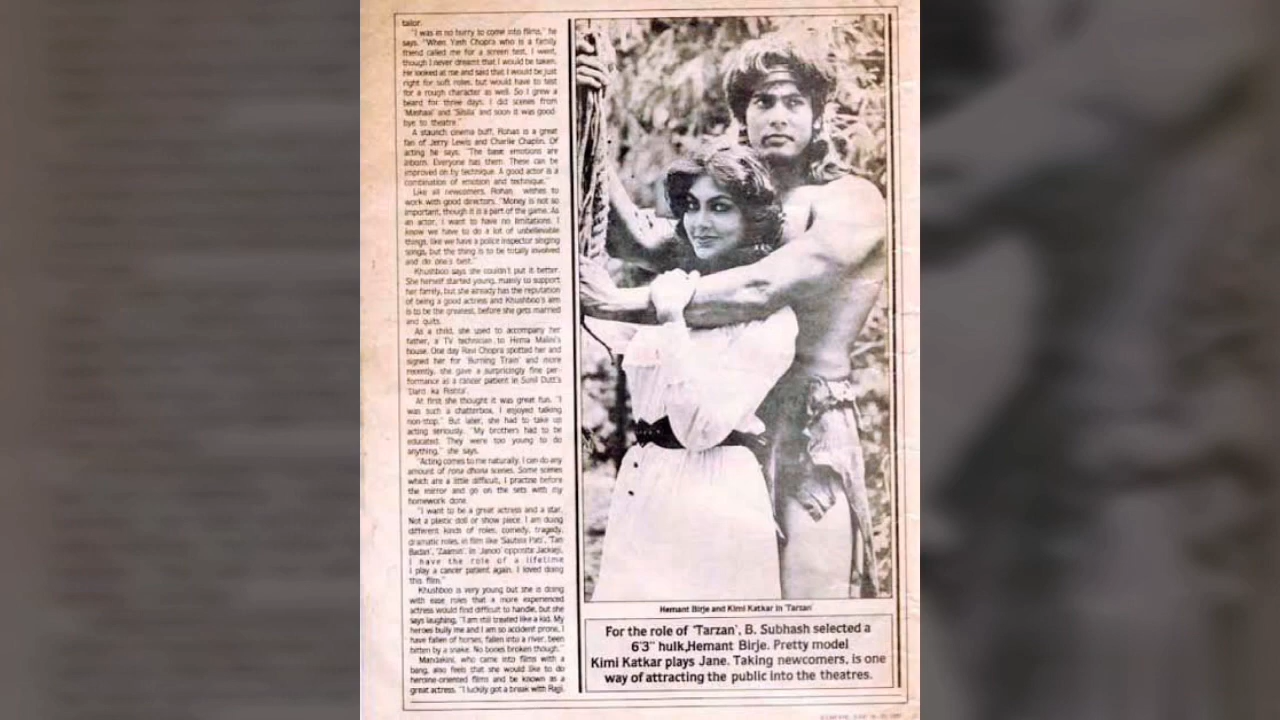 tailor.
"I was in no hurry to come into films," he
says. "When Yash Chopra who is a family
friend called me for a screen test, I went,
though I never dreamt that I would be taken.
He looked at me and said that I would be just
right for soft roles, but would have to test
for a rough character as well. So I grew a
beard for three days. I did scenes from
'Mashaal' and 'Silsila' and soon it was good-
bye to theatre."
A staunch cinema buff, Rohan is a great
fan of Jerry Lewis and Charlie Chaplin. Of
acting he says: "The basic emotions are
inborn. Everyone has them. These can be
improved on by technique. A good actor is a
combination of emotion and technique."
Like all newcomers, Rohan wishes to
work with good directors. "Money is not so
important, though it is a part of the game. As
an actor, I want to have no limitations. I
know we have to do a lot of unbelievable
things, like we have a police inspector singing
songs, but the thing is to be totally involved
and do one's best."
Khushboo says she couldn't put it better.
She herself started young, mainly to support
her family, but she already has the reputation
of being a good actress and Khushboo's aim
is to be the greatest, before she gets married
and quits.
As a child, she used to accompany her
father, a TV technician to Hema Malini's
house. One day Ravi Chopra spotted her and
signed her for 'Burning Train' and more
recently, she gave a surprisingly fine per-
formance as a cancer patient in Sunil Dutt's
'Dard ka Rishta'.
At first she thought it was great fun. "I
was such a chatterbox, I enjoyed talking
non-stop." But later, she had to take up
acting seriously. "My brothers had to be
educated. They were too young to do
anything," she says.
"Acting comes to me naturally. I can do any
amount of rona dhona scenes. Some scenes
which are a little difficult, I practise before
the mirror and go on the sets with my
homework done.
"I want to be a great actress and a star.
Not a plastic doll or show piece. I am doing
different kinds of roles, comedy, tragedy,
dramatic roles, in film like 'Sautela Pati', 'Tan
Badan', 'Zaamin'. In 'Janoo' opposite Jackieji,
I have the role of a lifetime
I play a cancer patient again. I loved doing
this film."
Khushboo is very young but she is doing
with ease roles that a more experienced
actress would find difficult to handle, but she
says laughing, "I am still treated like a kid. My
heroes bully me and I am so accident prone, I
have fallen of horses, fallen into a river, been
bitten by a snake. No bones broken though."
Mandakini, who came into films with a
bang, also feels that she would like to do
heroine-oriented films and be known as a
great actress. "I luckily got a break with Raji,
Hemant Birje and Kimi Katkar in 'Tarzan'
For the role of 'Tarzan', B. Subhash selected a
6'3" hulk,Hemant Birje. Pretty model
Kimi Katkar plays Jane. Taking newcomers, is one
way of attracting the public into the theatres.